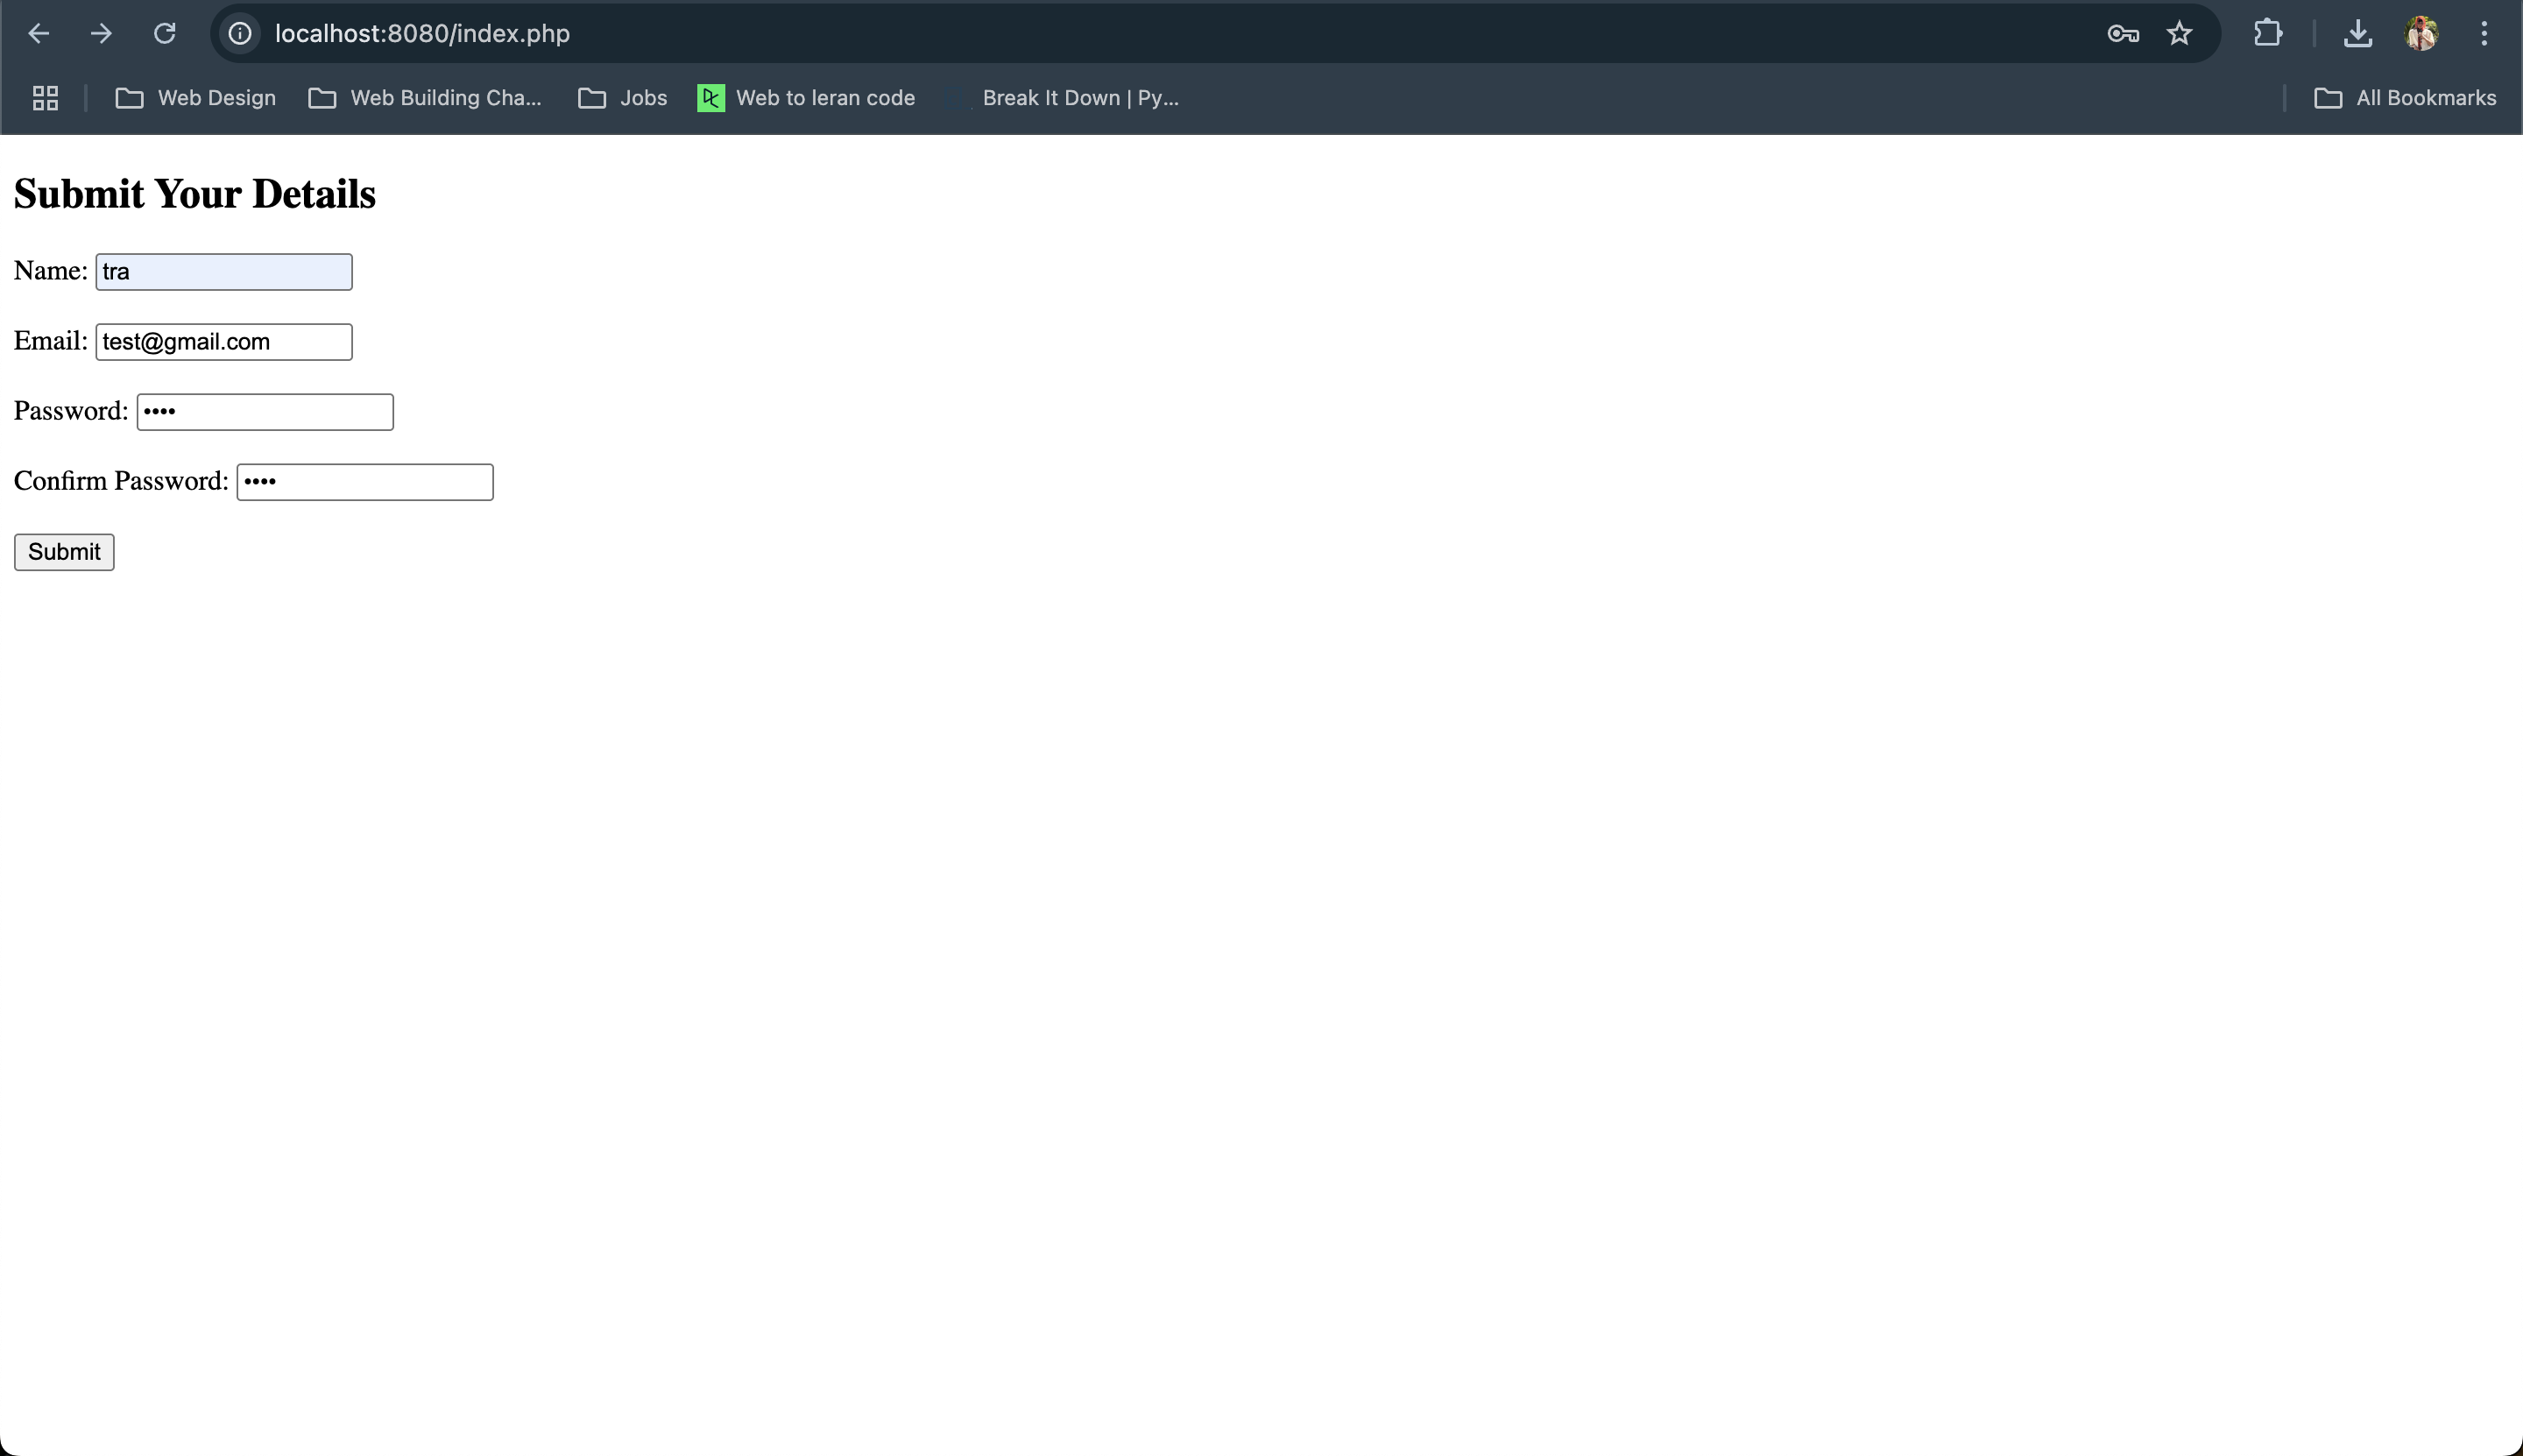 localhost:8080/index.php
Web Design
Web Building Cha...
Jobs
Web to leran code
Break It Down | Py...
All Bookmarks
Submit Your Details
Name: tra
Email: test@gmail.com
Password: ••••
Confirm Password: ••••
Submit